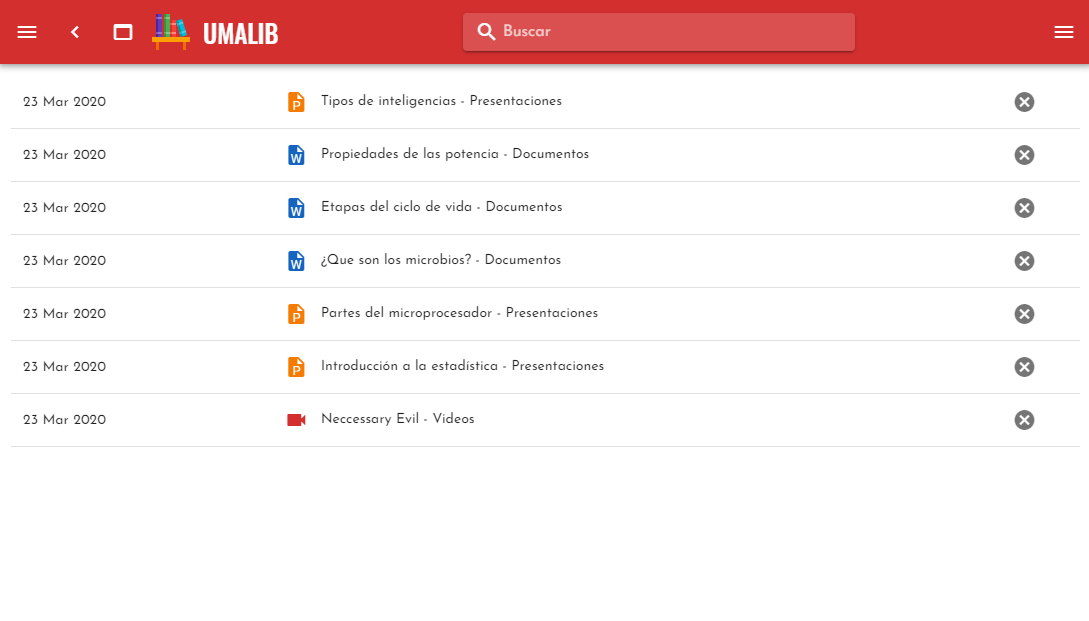 UMALIB
Buscar
23 Mar 2020 Tipos de inteligencias - Presentaciones
23 Mar 2020 Propiedades de las potencia - Documentos
23 Mar 2020 Etapas del ciclo de vida - Documentos
23 Mar 2020 ¿Que son los microbios? - Documentos
23 Mar 2020 Partes del microprocesador - Presentaciones
23 Mar 2020 Introducción a la estadística - Presentaciones
23 Mar 2020 Neccessary Evil - Videos